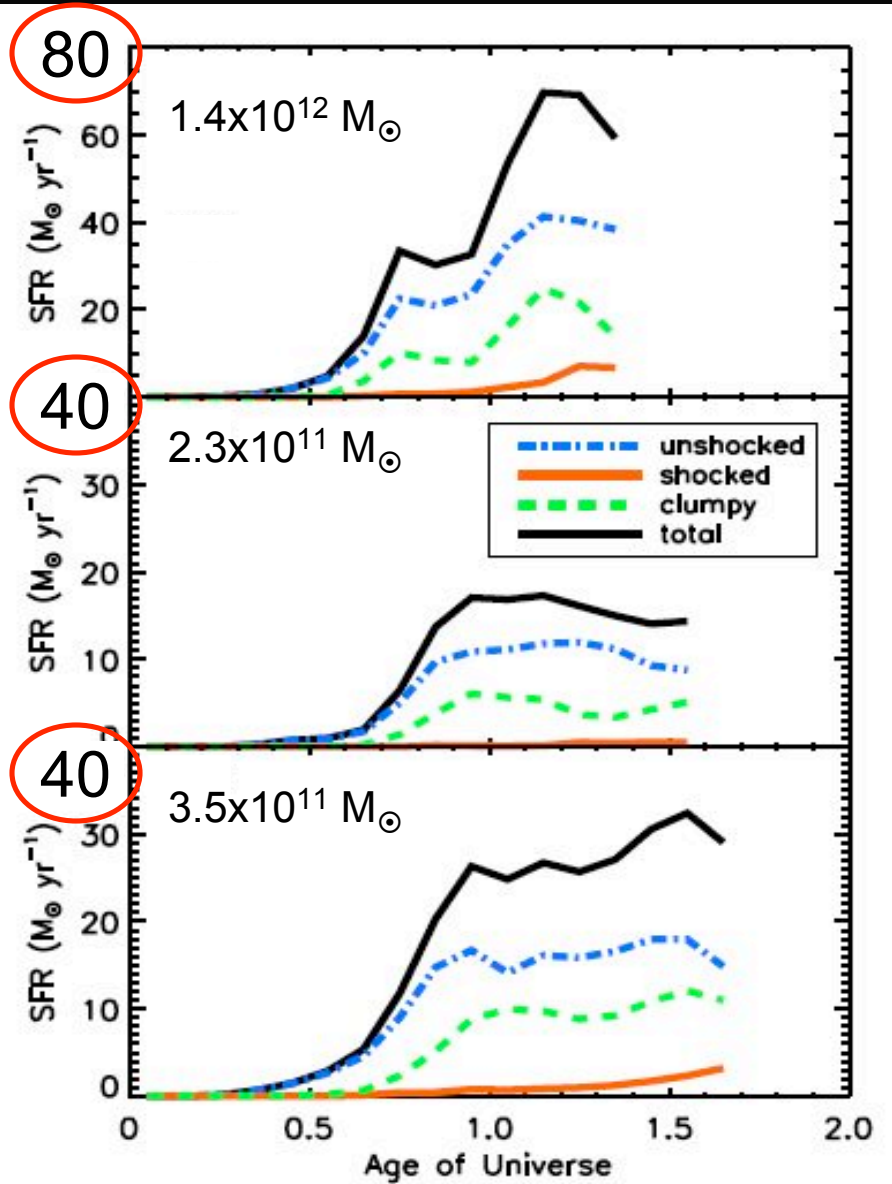 80
1.4x10¹² M☉
60
40
20
SFR (M☉ yr⁻¹)
40
2.3x10¹¹ M☉
unshocked
shocked
clumpy
total
30
20
10
SFR (M☉ yr⁻¹)
40
3.5x10¹¹ M☉
30
20
10
0
SFR (M☉ yr⁻¹)
0 0.5 1.0 1.5 2.0
Age of Universe